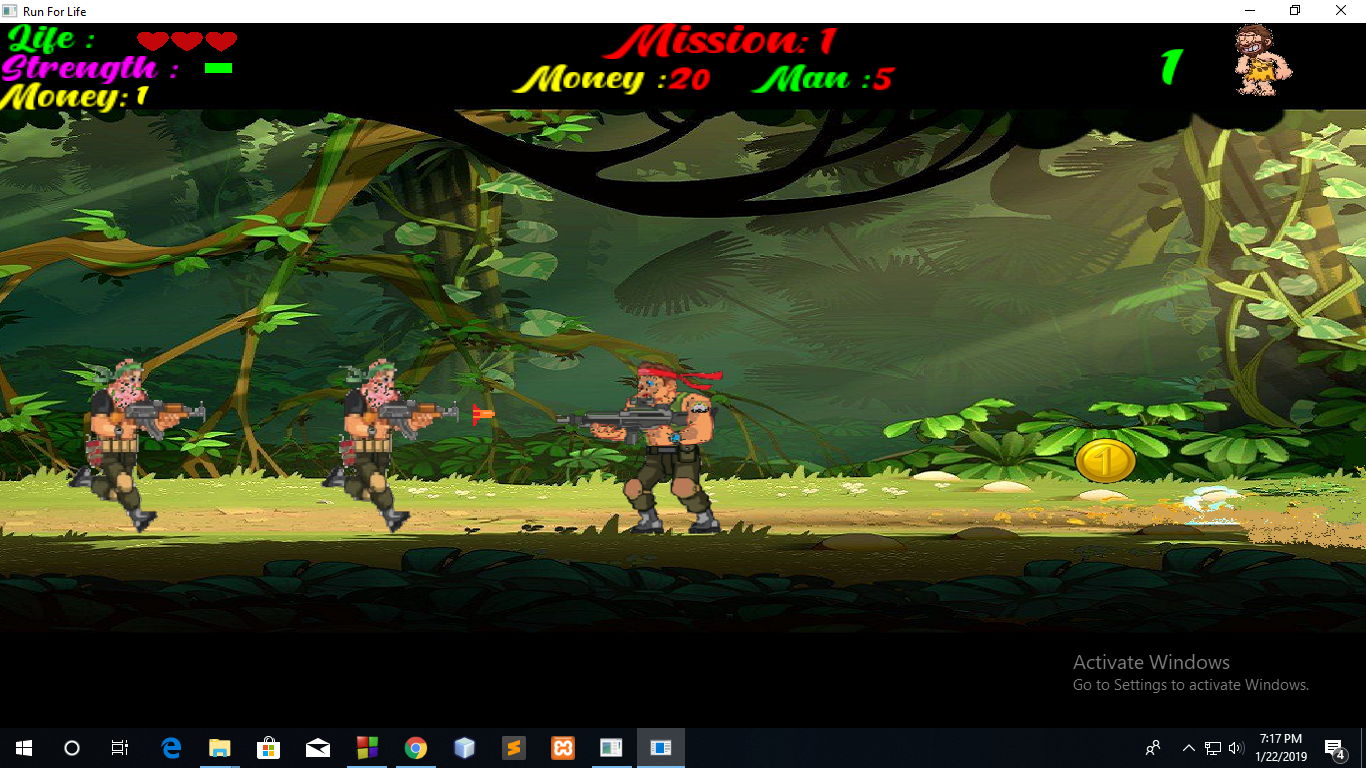 Run For Life
Life :
Mission: 1
Strength :
Money :20 Man :5
1
Money: 1
1
Activate Windows
Go to Settings to activate Windows.
7:17 PM
1/22/2019
4